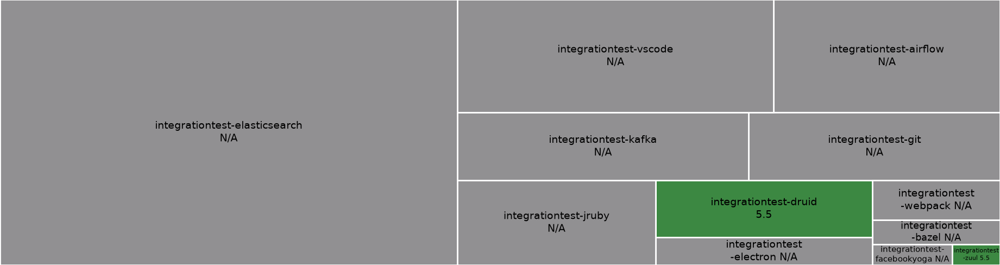 integrationtest-elasticsearch
N/A
integrationtest-vscode
N/A
integrationtest-airflow
N/A
integrationtest-kafka
N/A
integrationtest-git
N/A
integrationtest-jruby
N/A
integrationtest-druid
5.5
integrationtest
-electron N/A
integrationtest
-webpack N/A
integrationtest
-bazel N/A
integrationtest-
facebookyoga N/A
integrationtest
-zuul 5.5